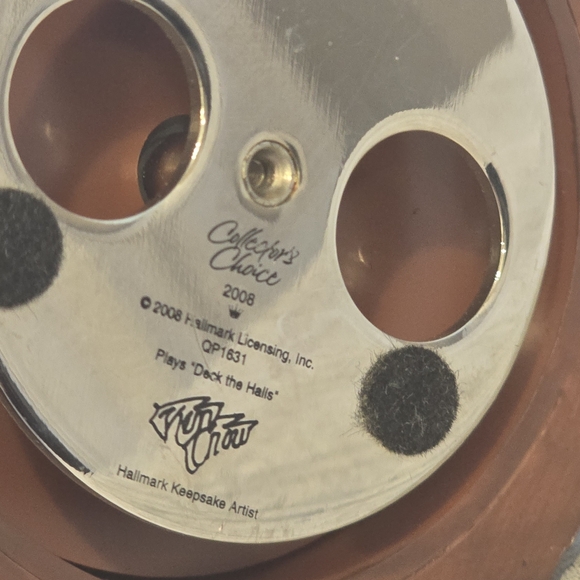 Collector's
Choice
2008
© 2008 Hallmark Licensing, Inc.
QP1631
Plays "Deck the Halls"
Hallmark Keepsake Artist